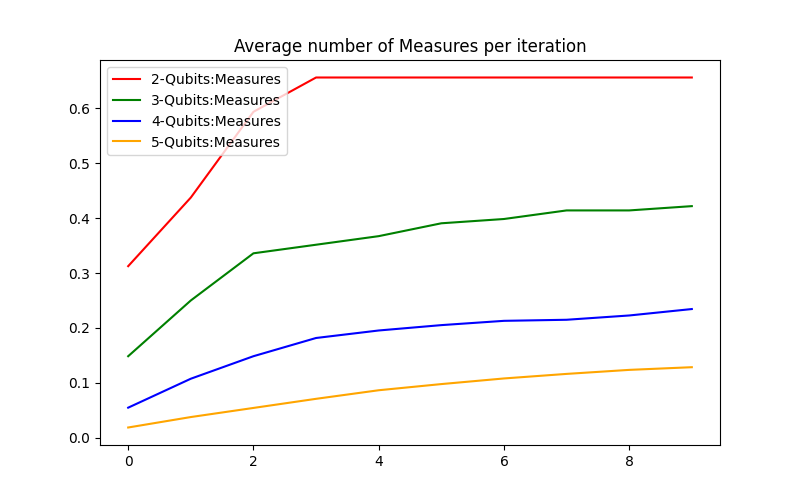 Average number of Measures per iteration
2-Qubits:Measures
3-Qubits:Measures
4-Qubits:Measures
5-Qubits:Measures
0.6
0.5
0.4
0.3
0.2
0.1
0.0
0 2 4 6 8